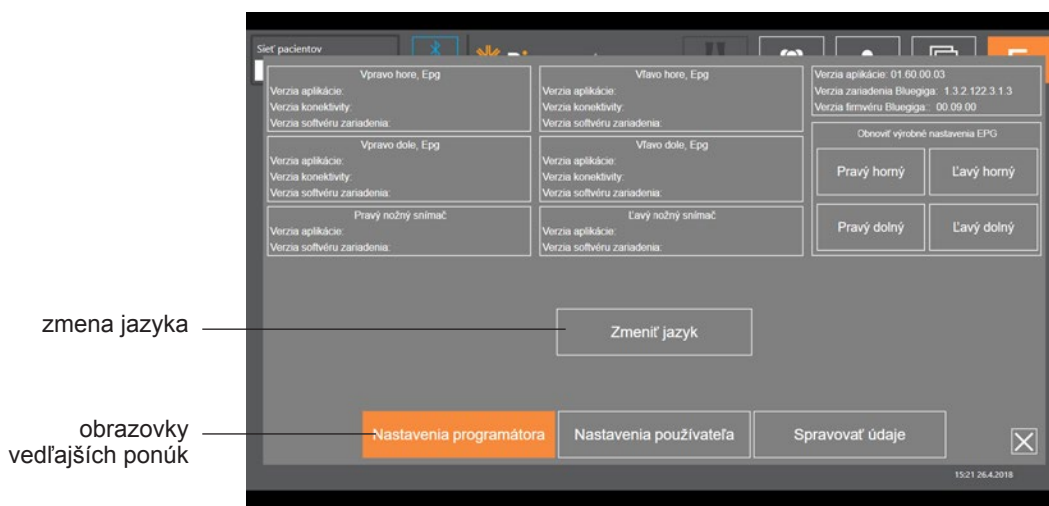 Sieť pacientov
Vpravo hore, Epg
Verzia aplikácie:
Verzia konektivity:
Verzia softvéru zariadenia:
Vľavo hore, Epg
Verzia aplikácie:
Verzia konektivity:
Verzia softvéru zariadenia:
Verzia aplikácie: 01.60.00.03
Verzia zariadenia Bluegiga: 1.3.2.122.3.1.3
Verzia firmvéru Bluegiga:: 00.09.00
Vpravo dole, Epg
Verzia aplikácie:
Verzia konektivity:
Verzia softvéru zariadenia:
Vľavo dole, Epg
Verzia aplikácie:
Verzia konektivity:
Verzia softvéru zariadenia:
Obnoviť výrobné nastavenia EPG
Pravý horný
Ľavý horný
Pravý dolný
Ľavý dolný
Pravý nožný snímač
Verzia aplikácie:
Verzia softvéru zariadenia:
Ľavý nožný snímač
Verzia aplikácie:
Verzia softvéru zariadenia:
zmena jazyka
Zmeniť jazyk
obrazovky
vedľajších ponúk
Nastavenia programátora
Nastavenia používateľa
Spravovať údaje
15:21 26.4.2018